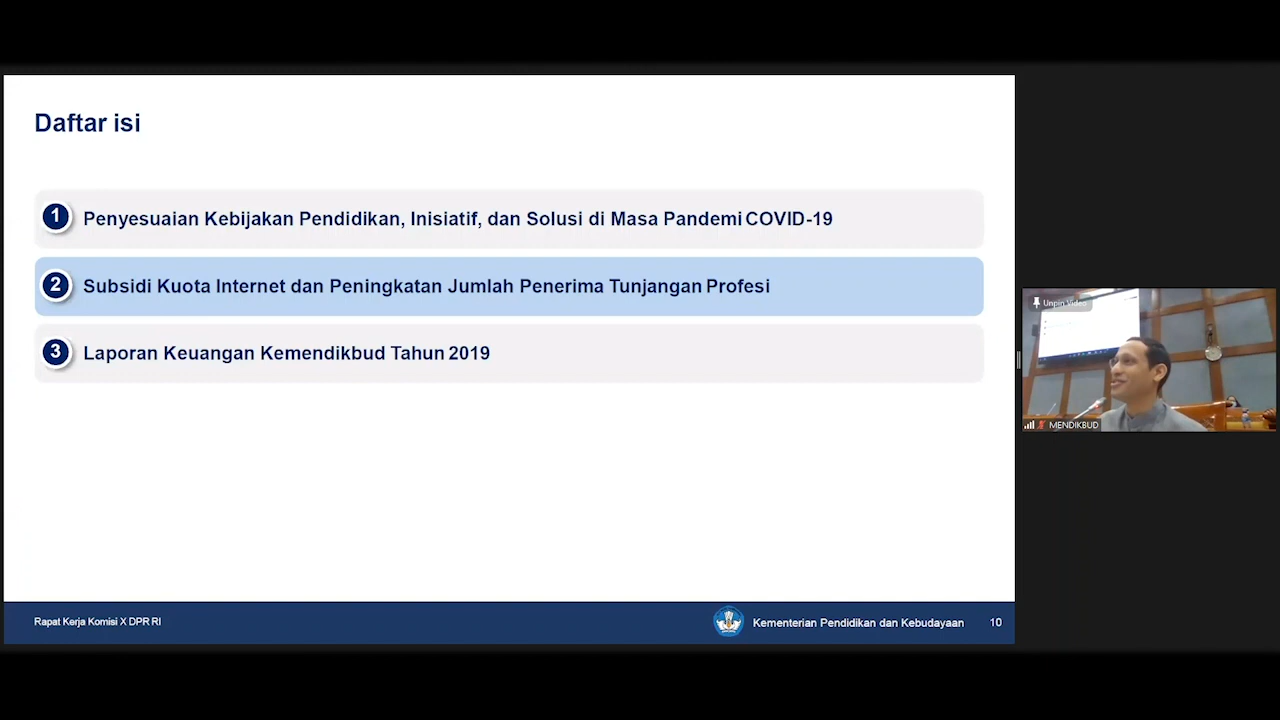 Daftar isi
1 Penyesuaian Kebijakan Pendidikan, Inisiatif, dan Solusi di Masa Pandemi COVID-19
2 Subsidi Kuota Internet dan Peningkatan Jumlah Penerima Tunjangan Profesi
3 Laporan Keuangan Kemendikbud Tahun 2019
Unpin Video
MENDIKBUD
Rapat Kerja Komisi X DPR RI
Kementerian Pendidikan dan Kebudayaan
10